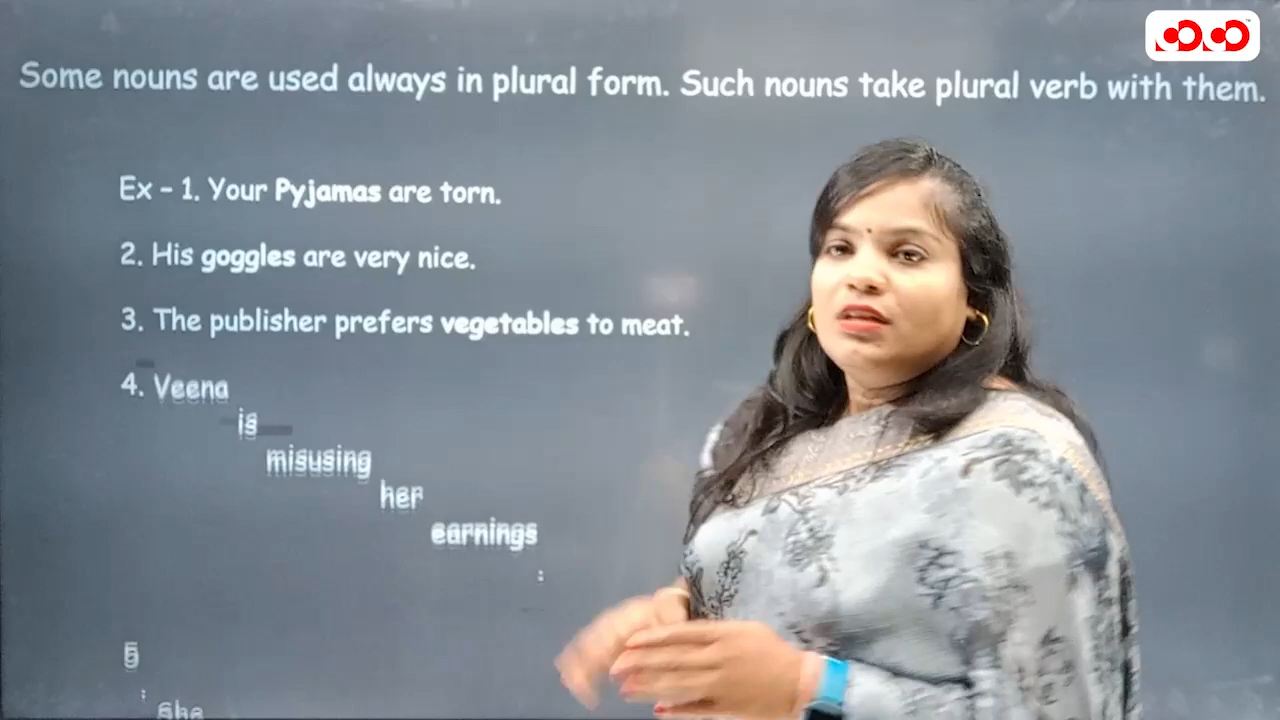 Some nouns are used always in plural form. Such nouns take plural verb with them.
Ex – 1. Your Pyjamas are torn.
2. His goggles are very nice.
3. The publisher prefers vegetables to meat.
4. Veena
is
misusing
her
earnings
.
5
.
She